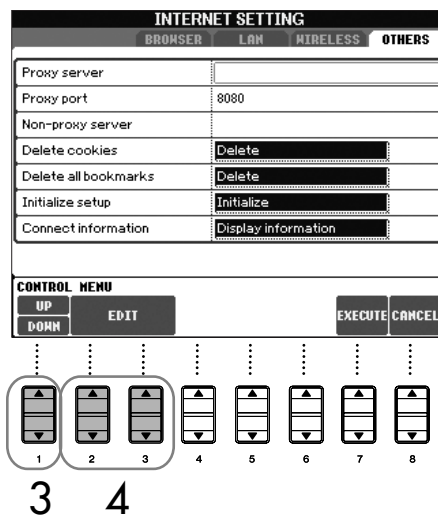 INTERNET SETTING
BROWSER LAN WIRELESS OTHERS
Proxy server
Proxy port 8080
Non-proxy server
Delete cookies Delete
Delete all bookmarks Delete
Initialize setup Initialize
Connect information Display information
CONTROL MENU
UP
DOWN
EDIT EXECUTE CANCEL
1 2 3 4 5 6 7 8
3 4